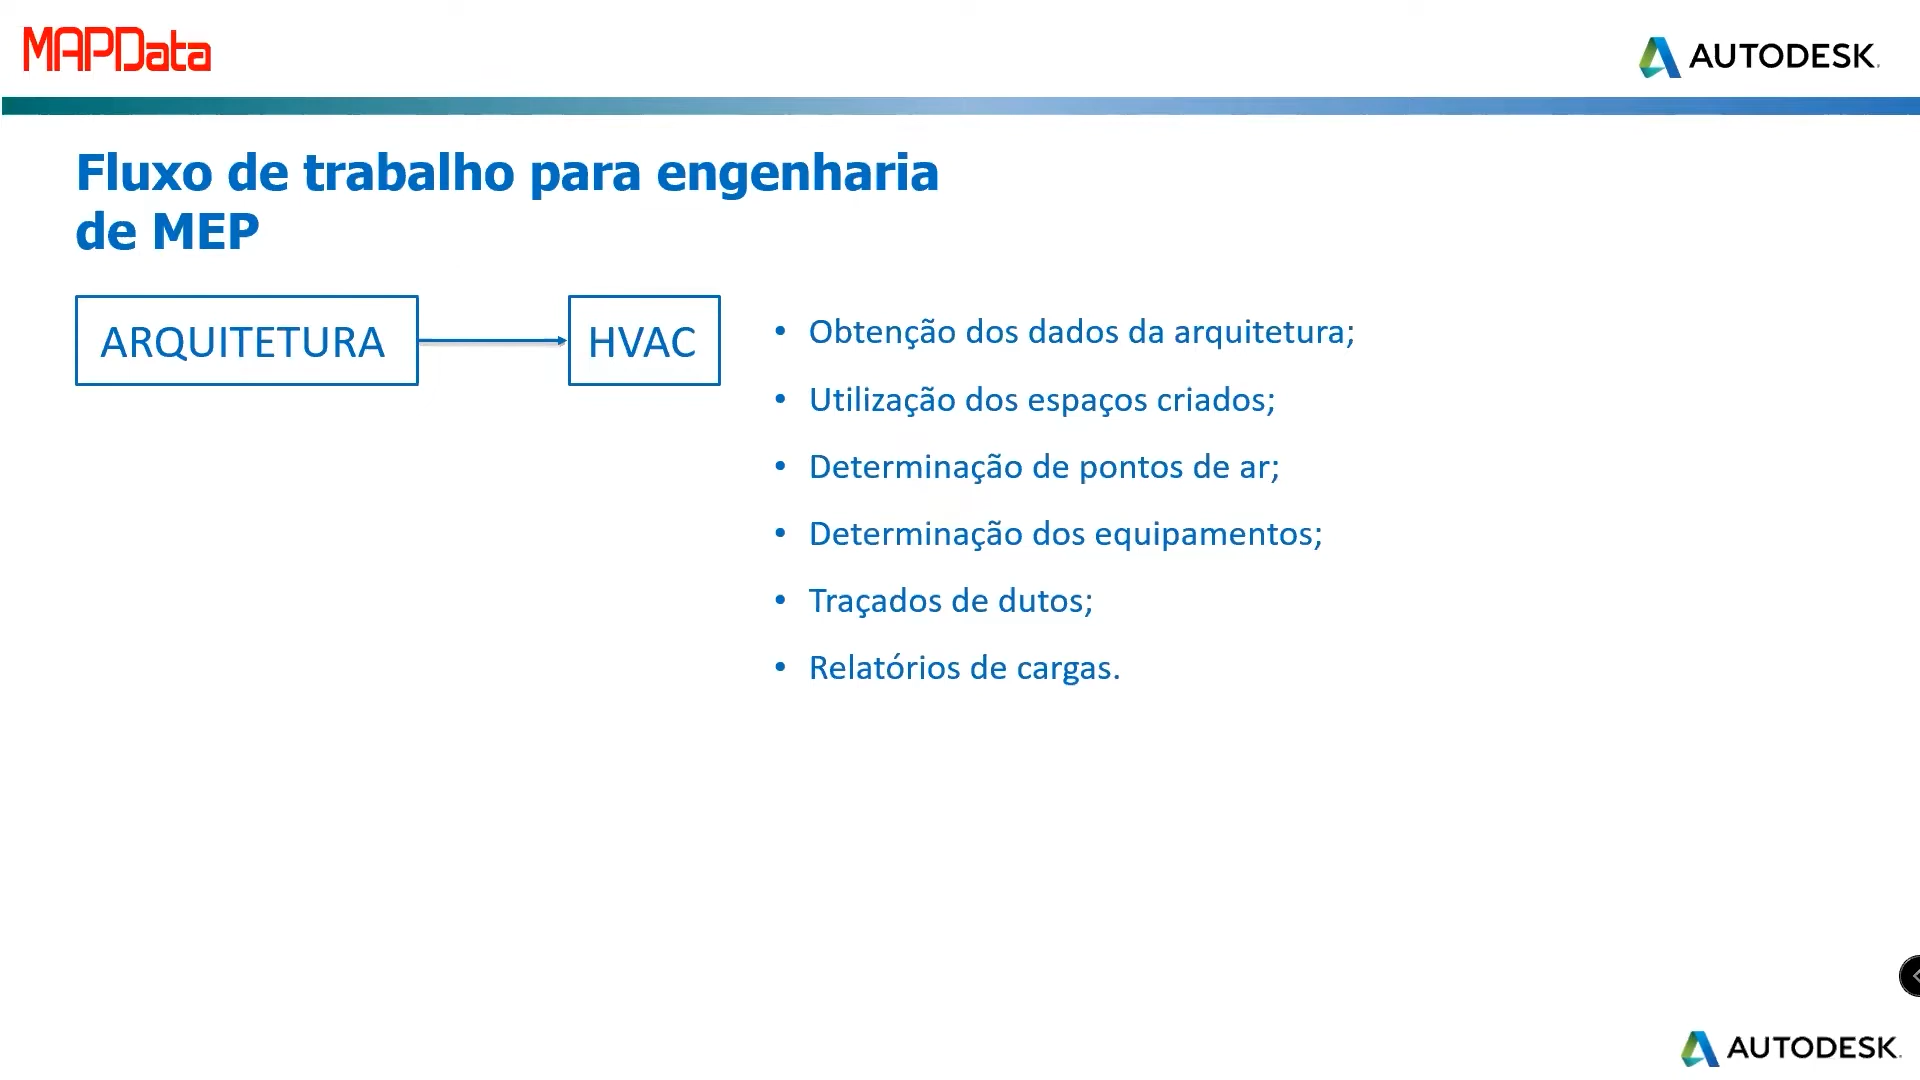 MAPData
AUTODESK.
Fluxo de trabalho para engenharia
de MEP
ARQUITETURA
HVAC
• Obtenção dos dados da arquitetura;
• Utilização dos espaços criados;
• Determinação de pontos de ar;
• Determinação dos equipamentos;
• Traçados de dutos;
• Relatórios de cargas.
AUTODESK.